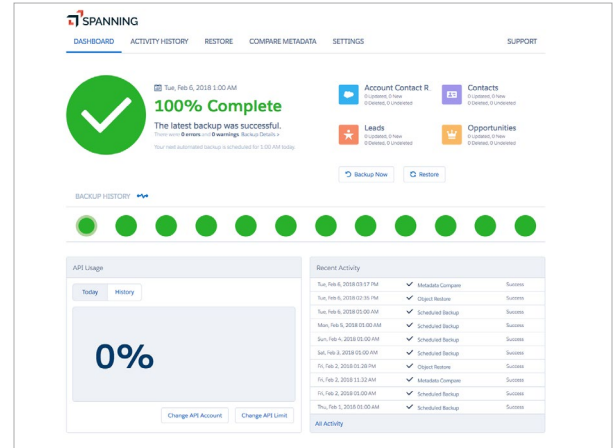 SPANNING
DASHBOARD ACTIVITY HISTORY RESTORE COMPARE METADATA SETTINGS SUPPORT
Tue, Feb 6, 2018 1:00 AM
100% Complete
The latest backup was successful.
There were 0 errors and 0 warnings. Backup Details »
Your next automated backup is scheduled for 1:00 AM today.
Account Contact R
0 Updated, 0 New
0 Deleted, 0 Undeleted
Contacts
0 Updated, 0 New
0 Deleted, 0 Undeleted
Leads
0 Updated, 0 New
0 Deleted, 0 Undeleted
Opportunities
0 Updated, 0 New
0 Deleted, 0 Undeleted
Backup Now
Restore
BACKUP HISTORY
API Usage
Today History
0%
Change API Account Change API Limit
Recent Activity
Tue, Feb 6, 2018 03:17 PM Metadata Compare Success
Tue, Feb 6, 2018 02:35 PM Object Restore Success
Tue, Feb 6, 2018 01:00 AM Scheduled Backup Success
Mon, Feb 5, 2018 01:00 AM Scheduled Backup Success
Sun, Feb 4, 2018 01:00 AM Scheduled Backup Success
Sat, Feb 3, 2018 01:00 AM Scheduled Backup Success
Fri, Feb 2, 2018 01:28 PM Object Restore Success
Fri, Feb 2, 2018 11:32 AM Metadata Compare Success
Fri, Feb 2, 2018 01:00 AM Scheduled Backup Success
Thu, Feb 1, 2018 01:00 AM Scheduled Backup Success
All Activity